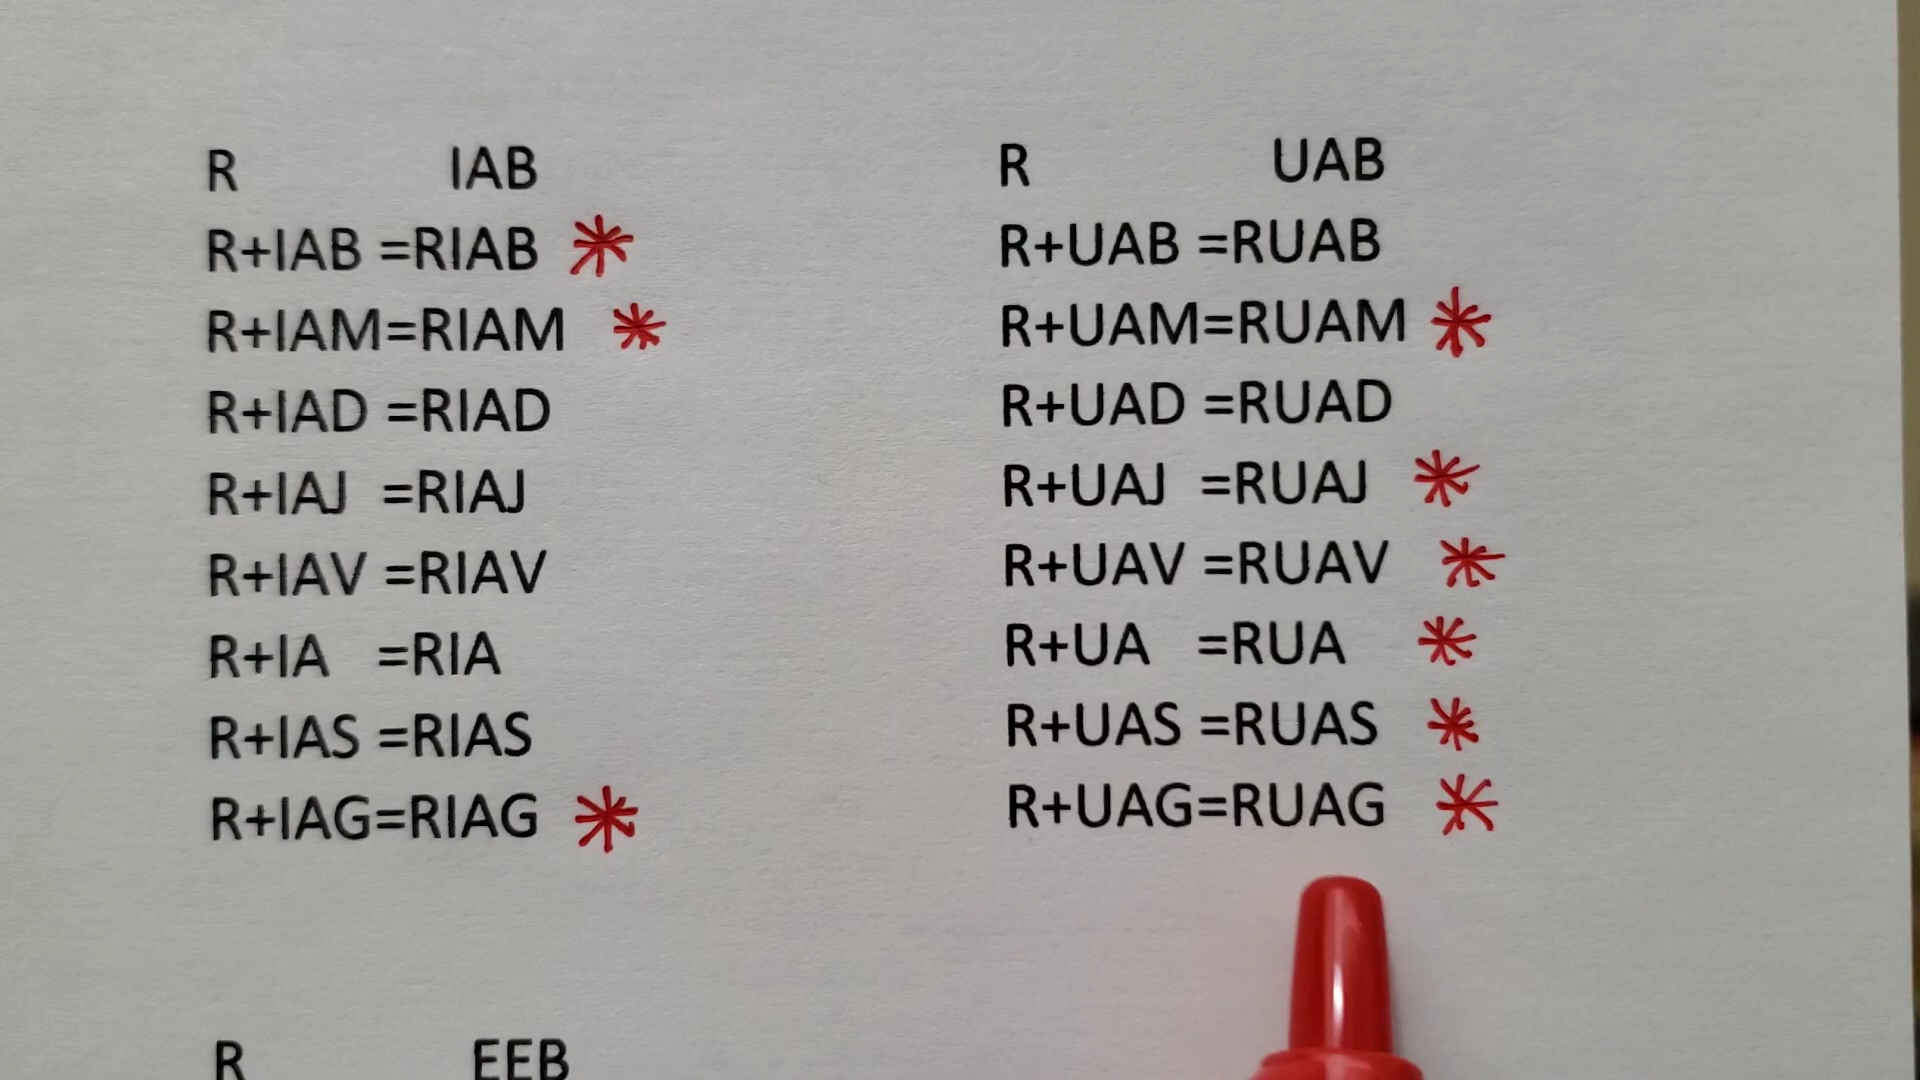 R IAB
R+IAB =RIAB *
R+IAM=RIAM *
R+IAD =RIAD
R+IAJ =RIAJ
R+IAV =RIAV
R+IA =RIA
R+IAS =RIAS
R+IAG=RIAG *
R UAB
R+UAB =RUAB
R+UAM=RUAM *
R+UAD =RUAD
R+UAJ =RUAJ *
R+UAV =RUAV *
R+UA =RUA *
R+UAS =RUAS *
R+UAG=RUAG *
R EEB